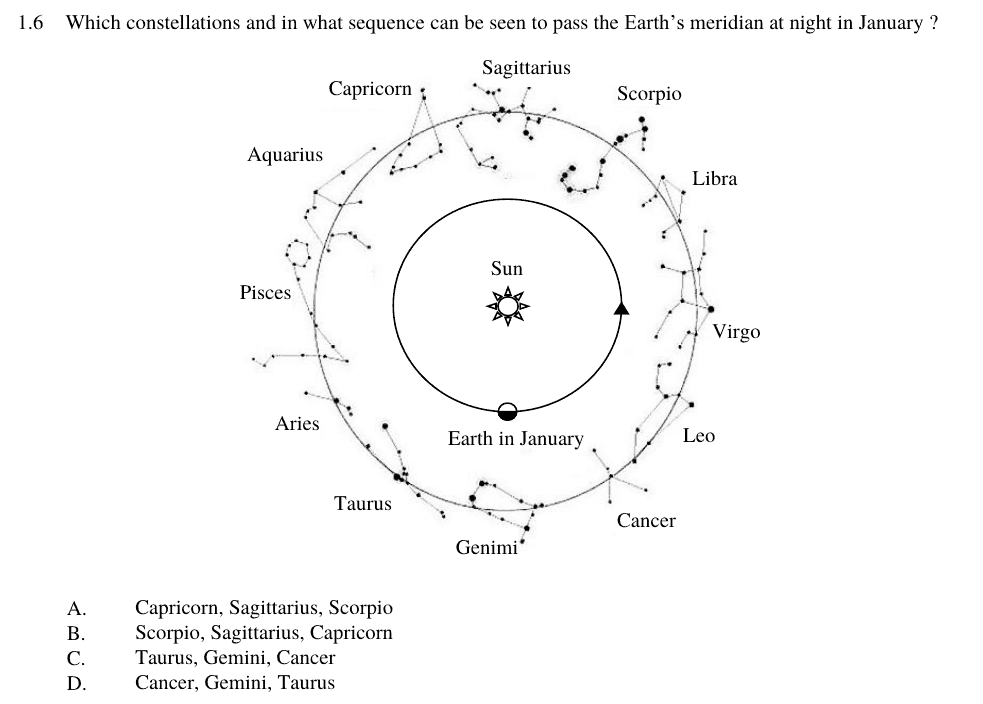 1.6 Which constellations and in what sequence can be seen to pass the Earth's meridian at night in January ?
Sagittarius
Capricorn
Scorpio
Aquarius
Libra
Sun
Pisces
Virgo
Aries
Earth in January
Leo
Taurus
Cancer
Genimi
A. Capricorn, Sagittarius, Scorpio
B. Scorpio, Sagittarius, Capricorn
C. Taurus, Gemini, Cancer
D. Cancer, Gemini, Taurus